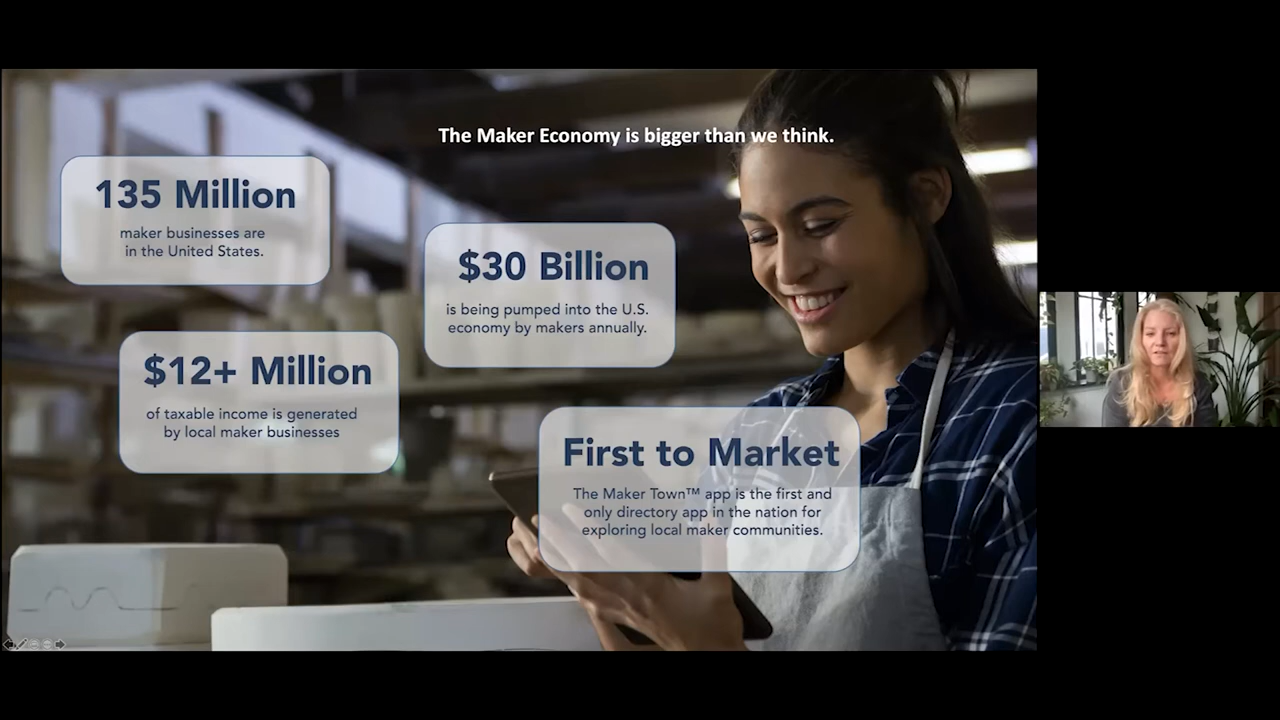 The Maker Economy is bigger than we think.
135 Million
maker businesses are
in the United States.
$30 Billion
is being pumped into the U.S.
economy by makers annually.
$12+ Million
of taxable income is generated
by local maker businesses
First to Market
The Maker Town™ app is the first and
only directory app in the nation for
exploring local maker communities.